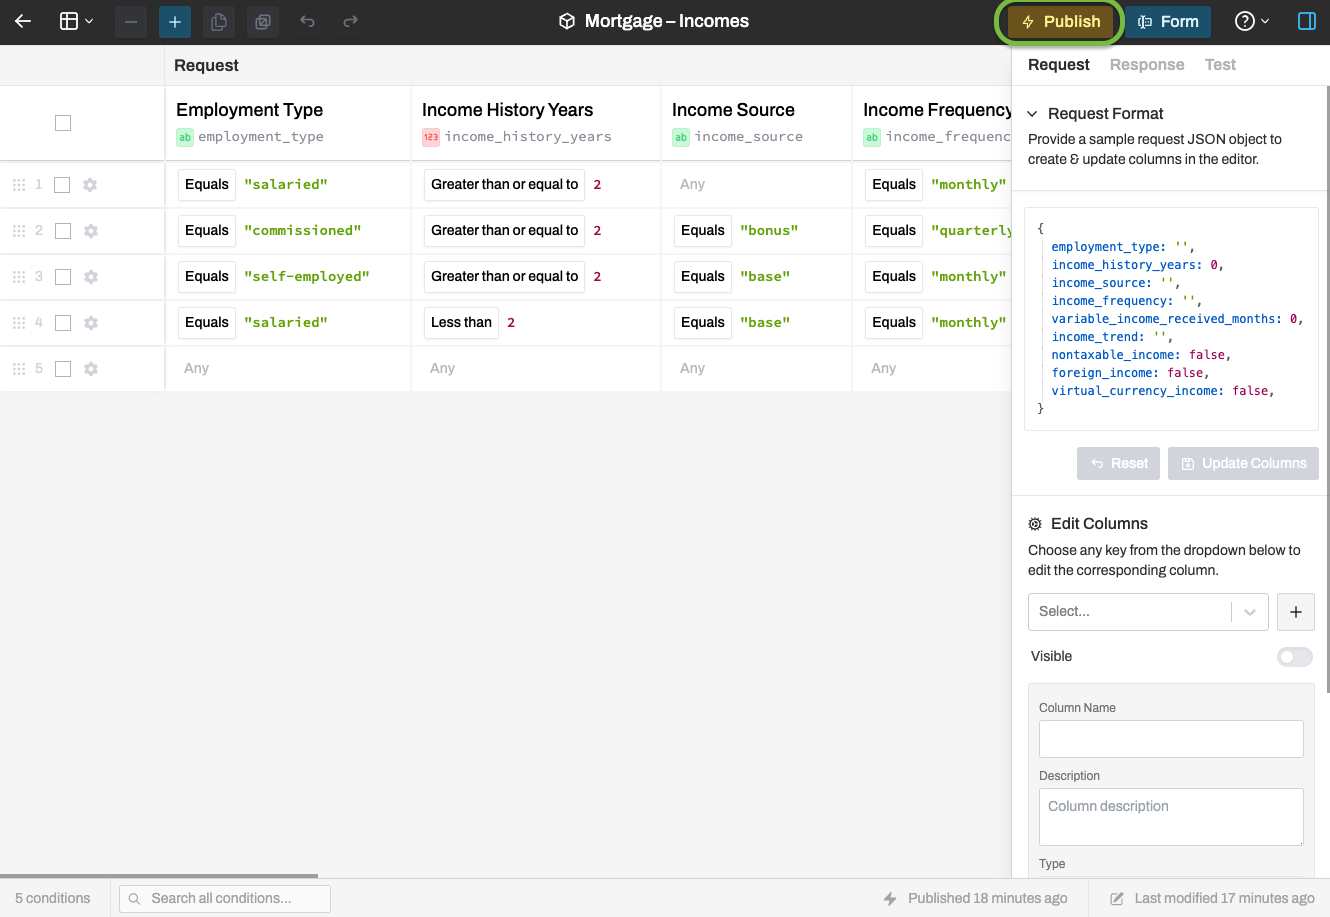 Mortgage – Incomes
Publish
Form
Request
Employment Type
ab employment_type
Income History Years
123 income_history_years
Income Source
ab income_source
Income Frequency
ab income_frequenc
1 Equals "salaried" Greater than or equal to 2 Any Equals "monthly"
2 Equals "commissioned" Greater than or equal to 2 Equals "bonus" Equals "quarterly
3 Equals "self-employed" Greater than or equal to 2 Equals "base" Equals "monthly"
4 Equals "salaried" Less than 2 Equals "base" Equals "monthly"
5 Any Any Any Any
Request Response Test
Request Format
Provide a sample request JSON object to
create & update columns in the editor.
{
employment_type: '',
income_history_years: 0,
income_source: '',
income_frequency: '',
variable_income_received_months: 0,
income_trend: '',
nontaxable_income: false,
foreign_income: false,
virtual_currency_income: false,
}
Reset
Update Columns
Edit Columns
Choose any key from the dropdown below to
edit the corresponding column.
Select...
Visible
Column Name
Description
Column description
Type
5 conditions
Search all conditions...
Published 18 minutes ago
Last modified 17 minutes ago